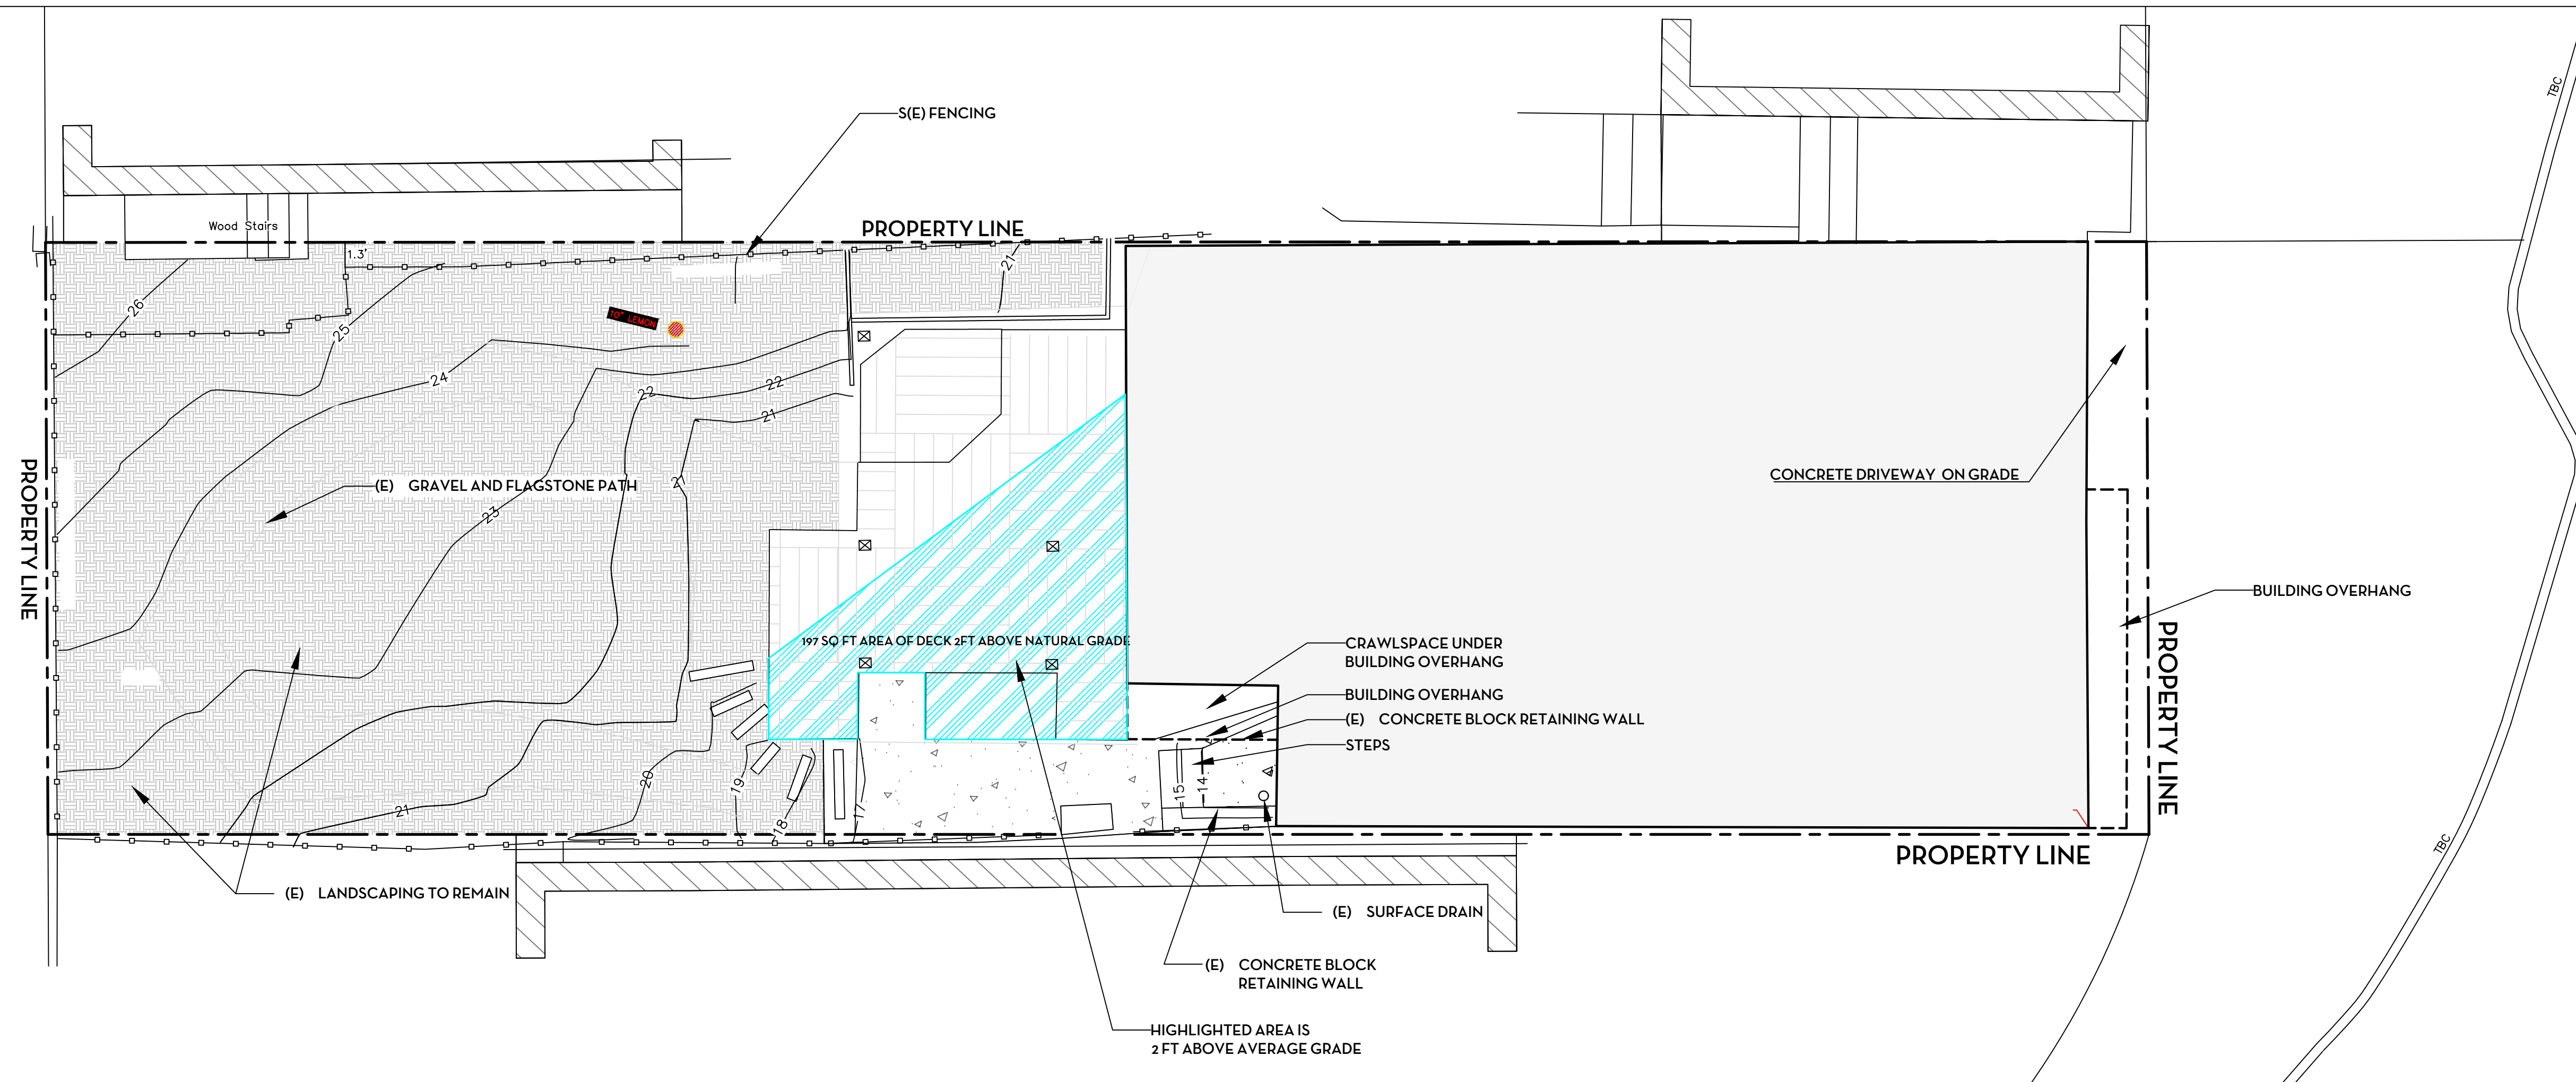 TBC
S(E) FENCING
Wood Stairs
PROPERTY LINE
1.3'
21
26
10" LEMON
25
24
22
22
21
PROPERTY LINE
(E) GRAVEL AND FLAGSTONE PATH
21
23
CONCRETE DRIVEWAY ON GRADE
BUILDING OVERHANG
197 SQ FT AREA OF DECK 2FT ABOVE NATURAL GRADE
CRAWLSPACE UNDER
BUILDING OVERHANG
BUILDING OVERHANG
(E) CONCRETE BLOCK RETAINING WALL
STEPS
PROPERTY LINE
20
19
18
17
15
14
21
PROPERTY LINE
TBC
(E) LANDSCAPING TO REMAIN
(E) SURFACE DRAIN
(E) CONCRETE BLOCK
RETAINING WALL
HIGHLIGHTED AREA IS
2 FT ABOVE AVERAGE GRADE